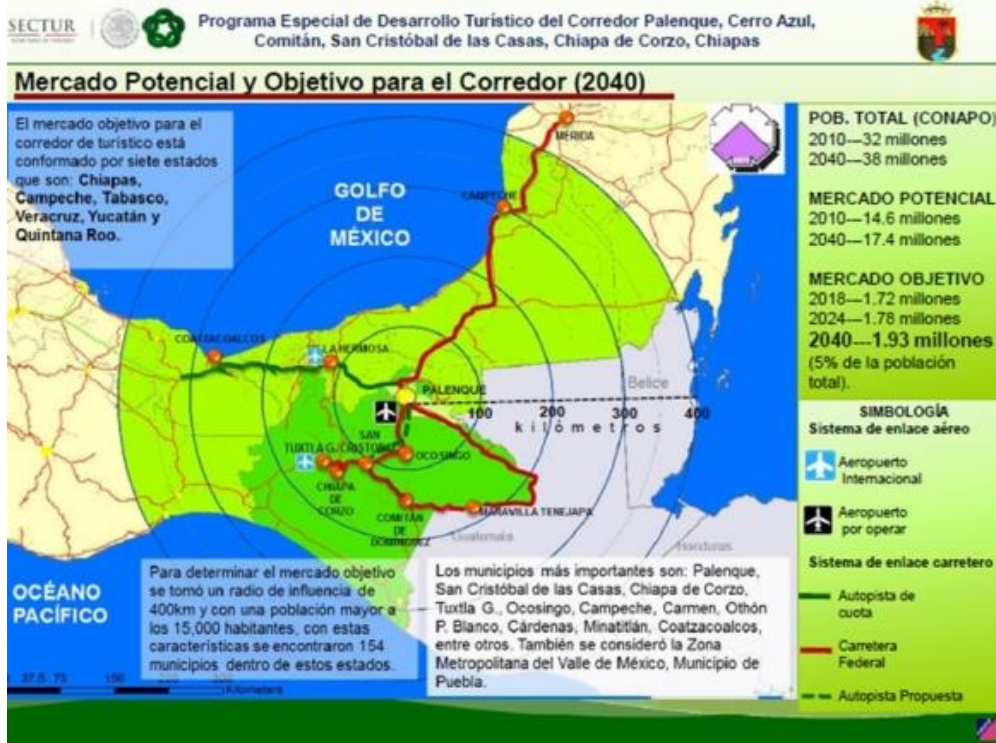 SECTUR
Programa Especial de Desarrollo Turístico del Corredor Palenque, Cerro Azul,
Comitán, San Cristóbal de las Casas, Chiapa de Corzo, Chiapas
Mercado Potencial y Objetivo para el Corredor (2040)
El mercado objetivo para el
corredor de turístico está
conformado por siete estados
que son: Chiapas,
Campeche, Tabasco,
Veracruz, Yucatán y
Quintana Roo.
GOLFO
DE
MÉXICO
MÉRIDA
CAMPECHE
COATZACOALCOS
LA HERMOSA
PALENQUE
Belice
100
200
300
400
kilómetros
SAN
TUXTLA G.
CRISTOBAL
OCOSINGO
CHIAPA
DE
CORZO
COMITÁN
DE
DOMINGUEZ
MARAVILLA TENEJAPA
Guatemala
Honduras
OCÉANO
PACÍFICO
Para determinar el mercado objetivo
se tomó un radio de influencia de
400km y con una población mayor a
los 15,000 habitantes, con estas
características se encontraron 154
municipios dentro de estos estados.
Los municipios más importantes son: Palenque,
San Cristóbal de las Casas, Chiapa de Corzo,
Tuxtla G., Ocosingo, Campeche, Carmen, Othón
P. Blanco, Cárdenas, Minatitlán, Coatzacoalcos,
entre otros. También se consideró la Zona
Metropolitana del Valle de México, Municipio de
Puebla.
37.5 75 150
Kilometers
POB. TOTAL (CONAPO)
2010---32 millones
2040---38 millones
MERCADO POTENCIAL
2010---14.6 millones
2040---17.4 millones
MERCADO OBJETIVO
2018---1.72 millones
2024---1.78 millones
2040---1.93 millones
(5% de la población
total).
SIMBOLOGÍA
Sistema de enlace aéreo
Aeropuerto
Internacional
Aeropuerto
por operar
Sistema de enlace carretero
Autopista de
cuota
Carretera
Federal
Autopista Propuesta